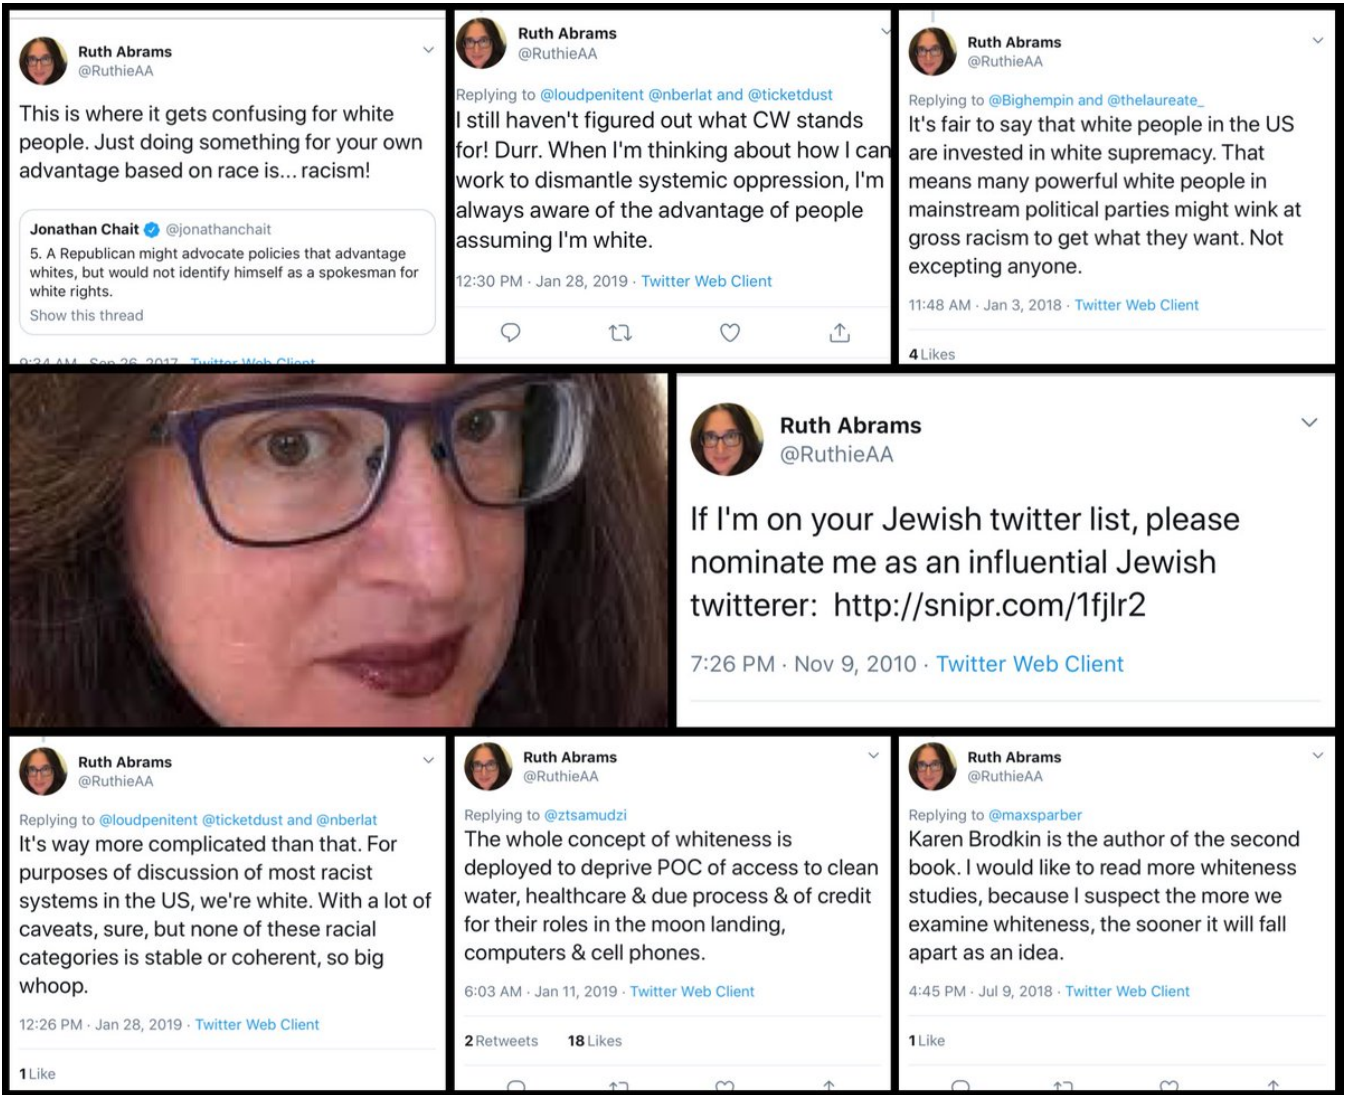 Ruth Abrams
@RuthieAA
This is where it gets confusing for white
people. Just doing something for your own
advantage based on race is... racism!
Jonathan Chait @jonathanchait
5. A Republican might advocate policies that advantage
whites, but would not identify himself as a spokesman for
white rights.
Show this thread
9:34 AM · Sep 26, 2017 · Twitter Web Client
Ruth Abrams
@RuthieAA
Replying to @loudpenitent @nberlat and @ticketdust
I still haven't figured out what CW stands
for! Durr. When I'm thinking about how I can
work to dismantle systemic oppression, I'm
always aware of the advantage of people
assuming I'm white.
12:30 PM · Jan 28, 2019 · Twitter Web Client
Ruth Abrams
@RuthieAA
Replying to @Bighempin and @thelaureate_
It's fair to say that white people in the US
are invested in white supremacy. That
means many powerful white people in
mainstream political parties might wink at
gross racism to get what they want. Not
excepting anyone.
11:48 AM · Jan 3, 2018 · Twitter Web Client
4 Likes
Ruth Abrams
@RuthieAA
If I'm on your Jewish twitter list, please
nominate me as an influential Jewish
twitterer:  http://snipr.com/1fjlr2
7:26 PM · Nov 9, 2010 · Twitter Web Client
Ruth Abrams
@RuthieAA
Replying to @loudpenitent @ticketdust and @nberlat
It's way more complicated than that. For
purposes of discussion of most racist
systems in the US, we're white. With a lot of
caveats, sure, but none of these racial
categories is stable or coherent, so big
whoop.
12:26 PM · Jan 28, 2019 · Twitter Web Client
1 Like
Ruth Abrams
@RuthieAA
Replying to @ztsamudzi
The whole concept of whiteness is
deployed to deprive POC of access to clean
water, healthcare & due process & of credit
for their roles in the moon landing,
computers & cell phones.
6:03 AM · Jan 11, 2019 · Twitter Web Client
2 Retweets 18 Likes
Ruth Abrams
@RuthieAA
Replying to @maxsparber
Karen Brodkin is the author of the second
book. I would like to read more whiteness
studies, because I suspect the more we
examine whiteness, the sooner it will fall
apart as an idea.
4:45 PM · Jul 9, 2018 · Twitter Web Client
1 Like